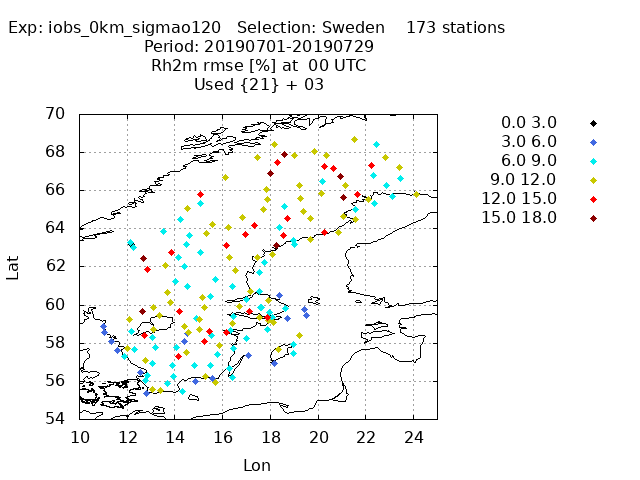 Exp: iobs_0km_sigmao120   Selection: Sweden    173 stations
Period: 20190701-20190729
Rh2m rmse [%] at  00 UTC
Used {21} + 03
0.0 3.0
3.0 6.0
6.0 9.0
9.0 12.0
12.0 15.0
15.0 18.0
70
68
66
64
62
60
58
56
54
Lat
10 12 14 16 18 20 22 24
Lon